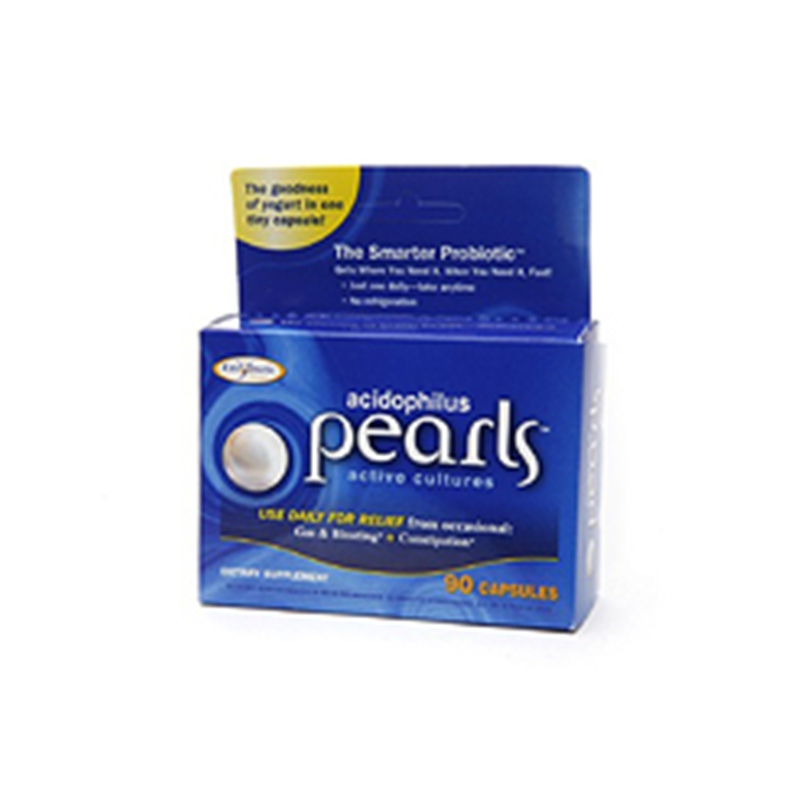 The goodness
of yogurt in one
tiny capsule!
The Smarter Probiotic™
Gets Where You Need It, When You Need It, Fast!
• Just one daily—take anytime
• No refrigeration
acidophilus
pearls™
active cultures
USE DAILY FOR RELIEF from occasional:
Gas & Bloating* • Constipation*
DIETARY SUPPLEMENT
90 CAPSULES
pearls